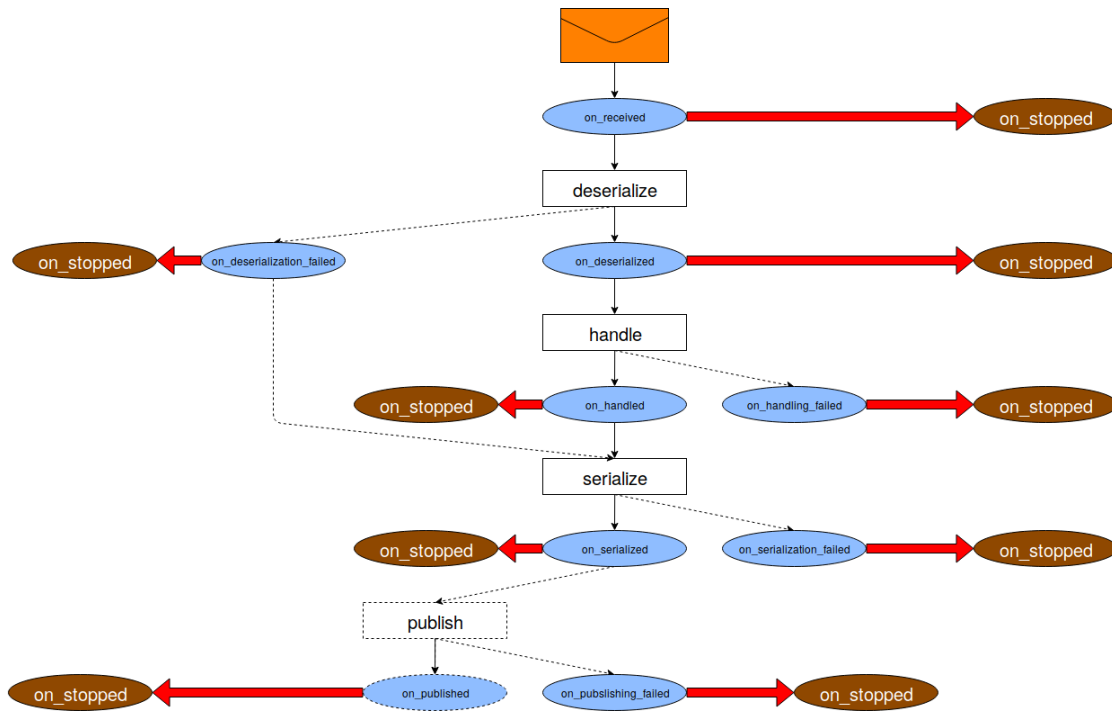 on_received
on_stopped
deserialize
on_stopped
on_deserialization_failed
on_deserialized
on_stopped
handle
on_stopped
on_handled
on_handling_failed
on_stopped
serialize
on_stopped
on_serialized
on_serialization_failed
on_stopped
publish
on_stopped
on_published
on_pubslishing_failed
on_stopped